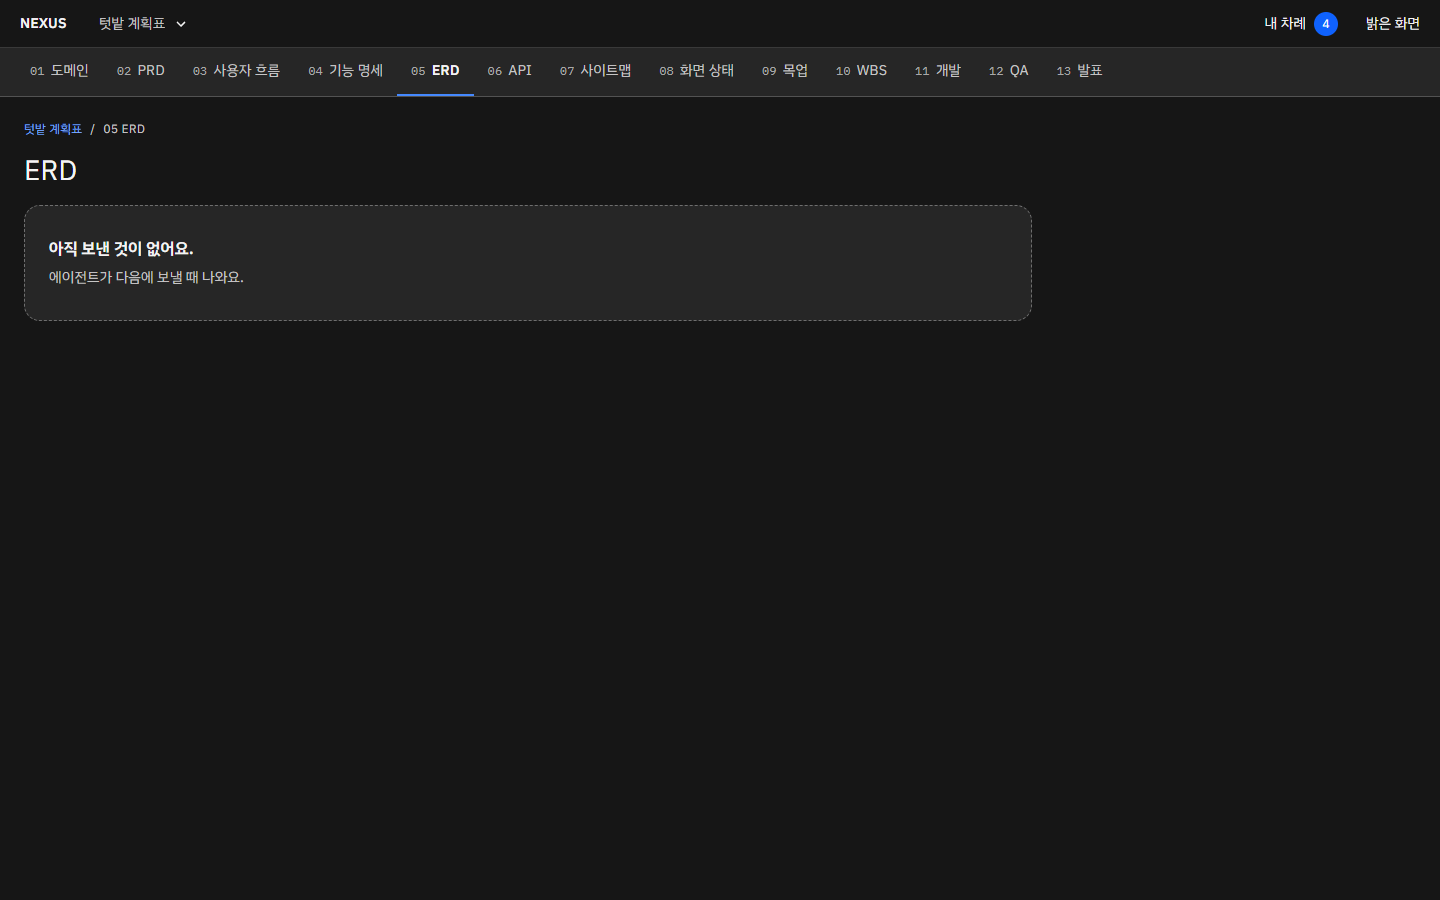 NEXUS 텃밭 계획표 내 차례 4 밝은 화면
01 도메인 02 PRD 03 사용자 흐름 04 기능 명세 05 ERD 06 API 07 사이트맵 08 화면 상태 09 목업 10 WBS 11 개발 12 QA 13 발표
텃밭 계획표 / 05 ERD
ERD
아직 보낸 것이 없어요.
에이전트가 다음에 보낼 때 나와요.